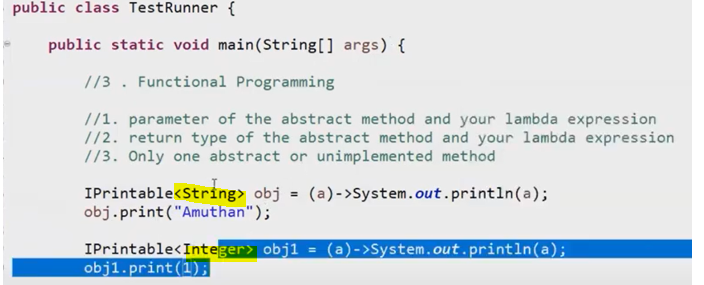 public class TestRunner {
public static void main(String[] args) {
//3 . Functional Programming
//1. parameter of the abstract method and your lambda expression
//2. return type of the abstract method and your lambda expression
//3. Only one abstract or unimplemented method
IPrintable<String> obj = (a)->System.out.println(a);
obj.print("Amuthan");
IPrintable<Integer> obj1 = (a)->System.out.println(a);
obj1.print(1);